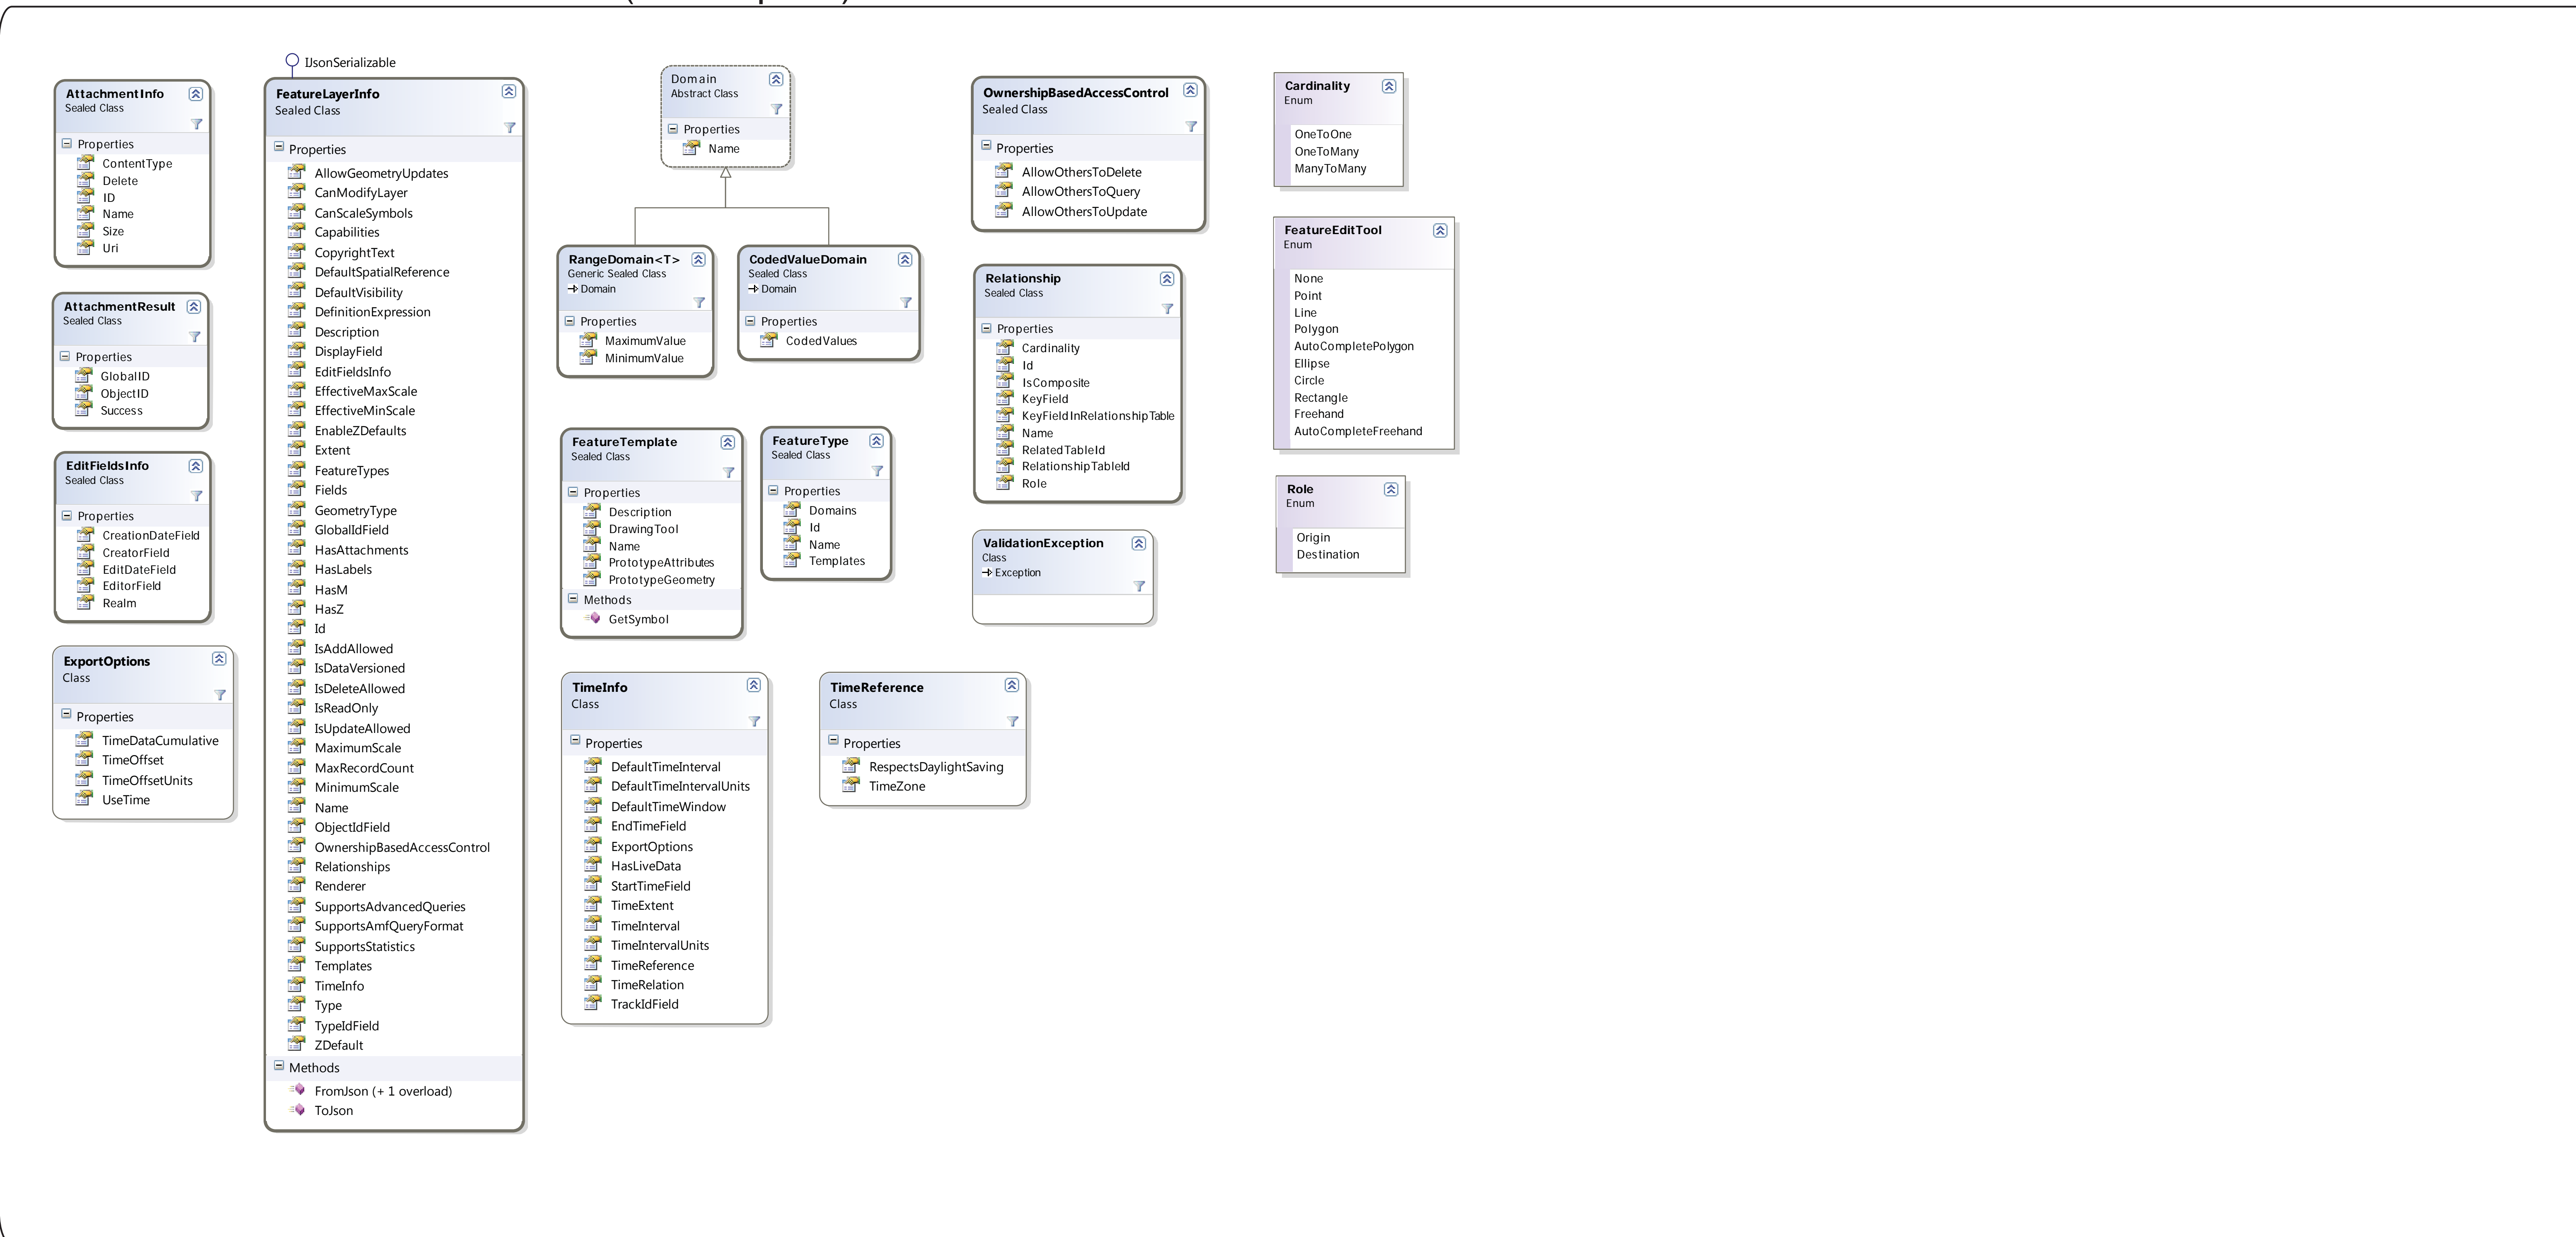 AttachmentInfo
Sealed Class
Properties
ContentType
Delete
ID
Name
Size
Uri
AttachmentResult
Sealed Class
Properties
GlobalID
ObjectID
Success
EditFieldsInfo
Sealed Class
Properties
CreationDateField
CreatorField
EditDateField
EditorField
Realm
ExportOptions
Class
Properties
TimeDataCumulative
TimeOffset
TimeOffsetUnits
UseTime
IJsonSerializable
FeatureLayerInfo
Sealed Class
Properties
AllowGeometryUpdates
CanModifyLayer
CanScaleSymbols
Capabilities
CopyrightText
DefaultSpatialReference
DefaultVisibility
DefinitionExpression
Description
DisplayField
EditFieldsInfo
EffectiveMaxScale
EffectiveMinScale
EnableZDefaults
Extent
FeatureTypes
Fields
GeometryType
GlobalIdField
HasAttachments
HasLabels
HasM
HasZ
Id
IsAddAllowed
IsDataVersioned
IsDeleteAllowed
IsReadOnly
IsUpdateAllowed
MaximumScale
MaxRecordCount
MinimumScale
Name
ObjectIdField
OwnershipBasedAccessControl
Relationships
Renderer
SupportsAdvancedQueries
SupportsAmfQueryFormat
SupportsStatistics
Templates
TimeInfo
Type
TypeIdField
ZDefault
Methods
FromJson (+ 1 overload)
ToJson
Domain
Abstract Class
Properties
Name
RangeDomain<T>
Generic Sealed Class
Domain
Properties
MaximumValue
MinimumValue
CodedValueDomain
Sealed Class
Domain
Properties
CodedValues
FeatureTemplate
Sealed Class
Properties
Description
DrawingTool
Name
PrototypeAttributes
PrototypeGeometry
Methods
GetSymbol
FeatureType
Sealed Class
Properties
Domains
Id
Name
Templates
TimeInfo
Class
Properties
DefaultTimeInterval
DefaultTimeIntervalUnits
DefaultTimeWindow
EndTimeField
ExportOptions
HasLiveData
StartTimeField
TimeExtent
TimeInterval
TimeIntervalUnits
TimeReference
TimeRelation
TrackIdField
TimeReference
Class
Properties
RespectsDaylightSaving
TimeZone
OwnershipBasedAccessControl
Sealed Class
Properties
AllowOthersToDelete
AllowOthersToQuery
AllowOthersToUpdate
Relationship
Sealed Class
Properties
Cardinality
Id
IsComposite
KeyField
KeyFieldInRelationshipTable
Name
RelatedTableId
RelationshipTableId
Role
ValidationException
Class
Exception
Cardinality
Enum
OneToOne
OneToMany
ManyToMany
FeatureEditTool
Enum
None
Point
Line
Polygon
AutoCompletePolygon
Ellipse
Circle
Rectangle
Freehand
AutoCompleteFreehand
Role
Enum
Origin
Destination